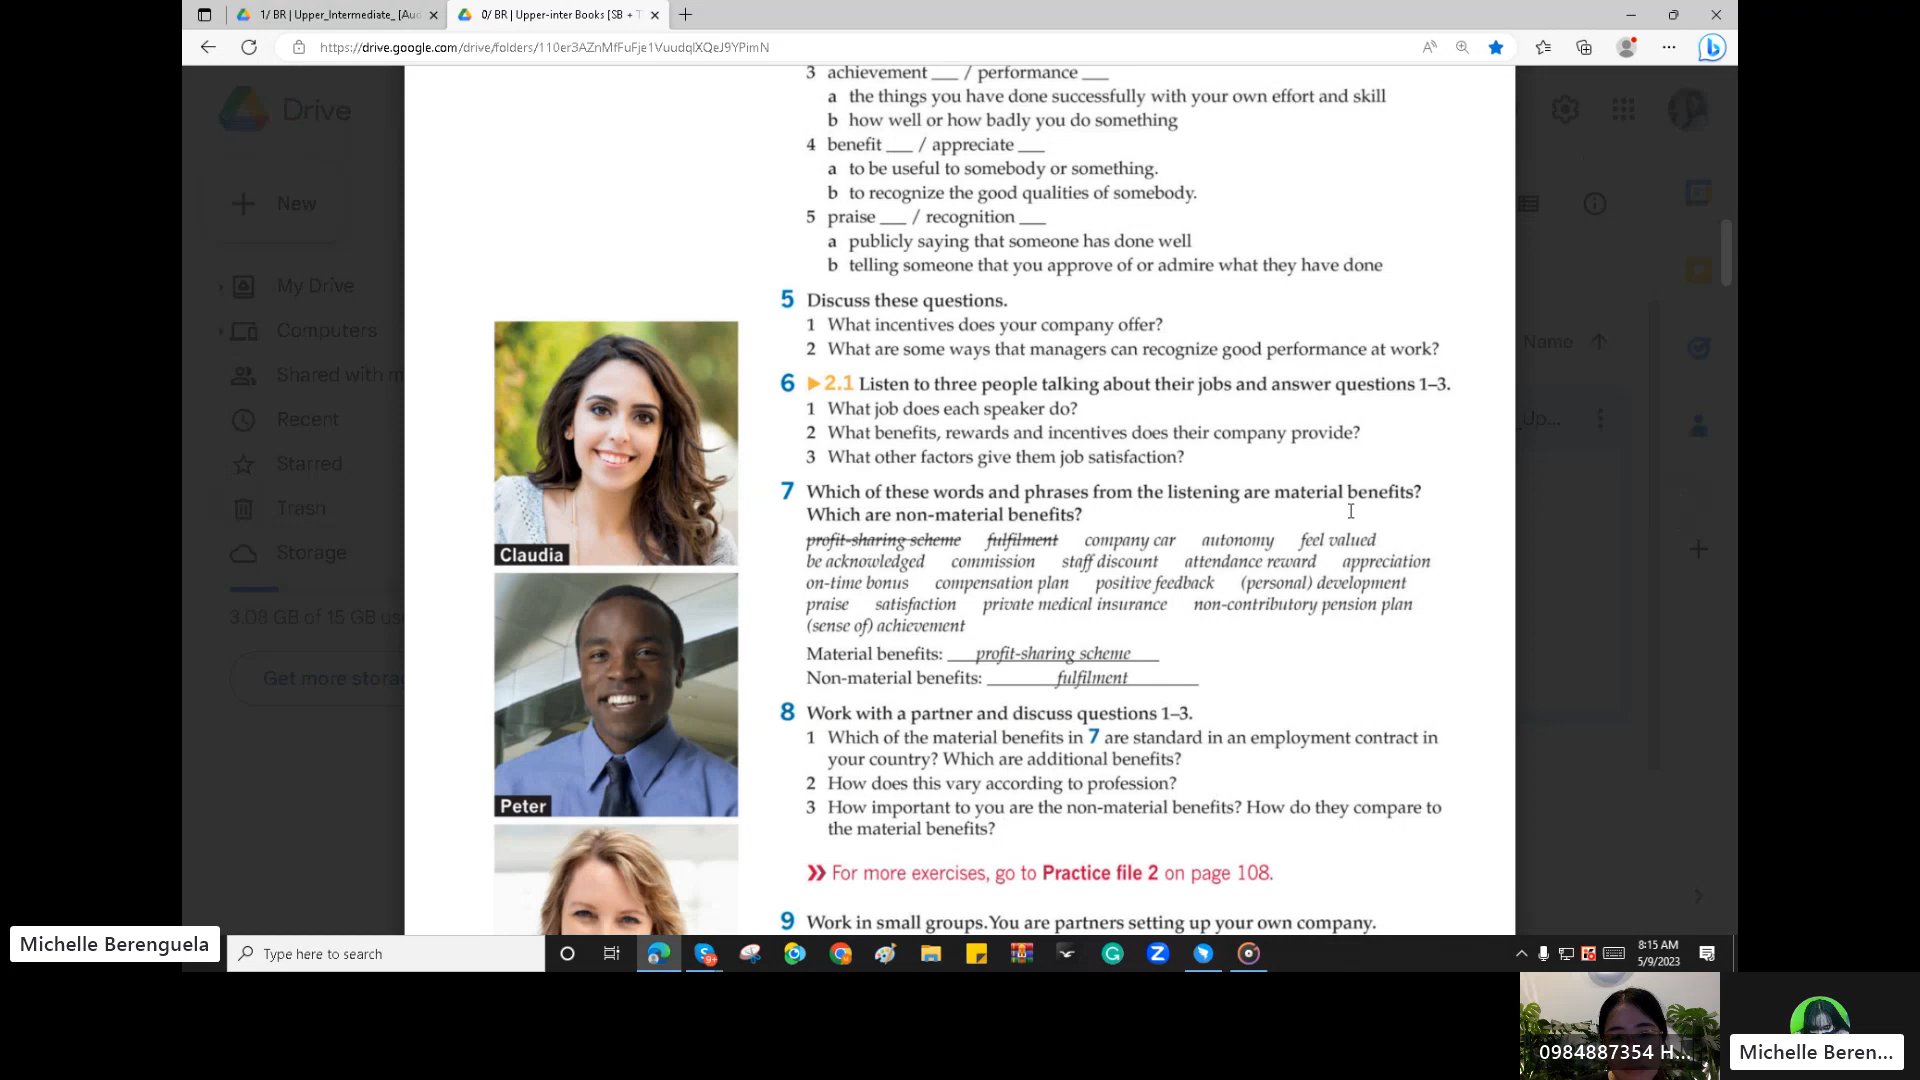 1/ BR | Upper_Intermediate_ [Aud
0/ BR | Upper-inter Books [SB + T
https://drive.google.com/drive/folders/110er3AZnMfFuFje1VuudqlXQeJ9YPimN
Drive
New
My Drive
Computers
Shared with m
Recent
Starred
Trash
Storage
3.08 GB of 15 GB us
Get more stora
Name
_Up...
3 achievement ___ / performance ___
a the things you have done successfully with your own effort and skill
b how well or how badly you do something
4 benefit ___ / appreciate ___
a to be useful to somebody or something.
b to recognize the good qualities of somebody.
5 praise ___ / recognition ___
a publicly saying that someone has done well
b telling someone that you approve of or admire what they have done
5 Discuss these questions.
1 What incentives does your company offer?
2 What are some ways that managers can recognize good performance at work?
6 ▶ 2.1 Listen to three people talking about their jobs and answer questions 1–3.
1 What job does each speaker do?
2 What benefits, rewards and incentives does their company provide?
3 What other factors give them job satisfaction?
7 Which of these words and phrases from the listening are material benefits?
Which are non-material benefits?
profit-sharing scheme fulfilment company car autonomy feel valued
be acknowledged commission staff discount attendance reward appreciation
on-time bonus compensation plan positive feedback (personal) development
praise satisfaction private medical insurance non-contributory pension plan
(sense of) achievement
Material benefits: profit-sharing scheme
Non-material benefits: fulfilment
8 Work with a partner and discuss questions 1–3.
1 Which of the material benefits in 7 are standard in an employment contract in
your country? Which are additional benefits?
2 How does this vary according to profession?
3 How important to you are the non-material benefits? How do they compare to
the material benefits?
» For more exercises, go to Practice file 2 on page 108.
9 Work in small groups. You are partners setting up your own company.
Claudia
Peter
Michelle Berenguela
Type here to search
8:15 AM
5/9/2023
0984887354 H...
Michelle Beren...